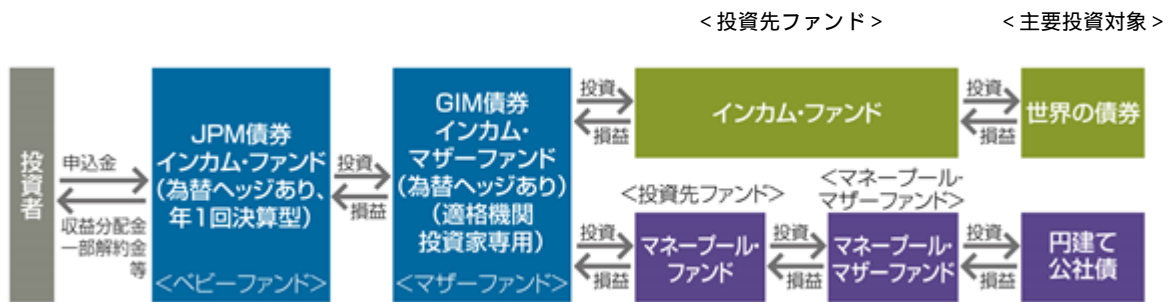 <投資先ファンド>
<主要投資対象>
投資者
申込金
収益分配金
一部解約金
等
JPM債券
インカム・ファンド
(為替ヘッジあり、
年1回決算型)
<ベビーファンド>
投資
損益
GIM債券
インカム・
マザーファンド
(為替ヘッジあり)
(適格機関
投資家専用)
<マザーファンド>
投資
損益
インカム・ファンド
投資
損益
世界の債券
投資
損益
<投資先ファンド>
マネープール・
ファンド
投資
損益
<マネープール・
マザーファンド>
マネープール・
マザーファンド
投資
損益
円建て
公社債